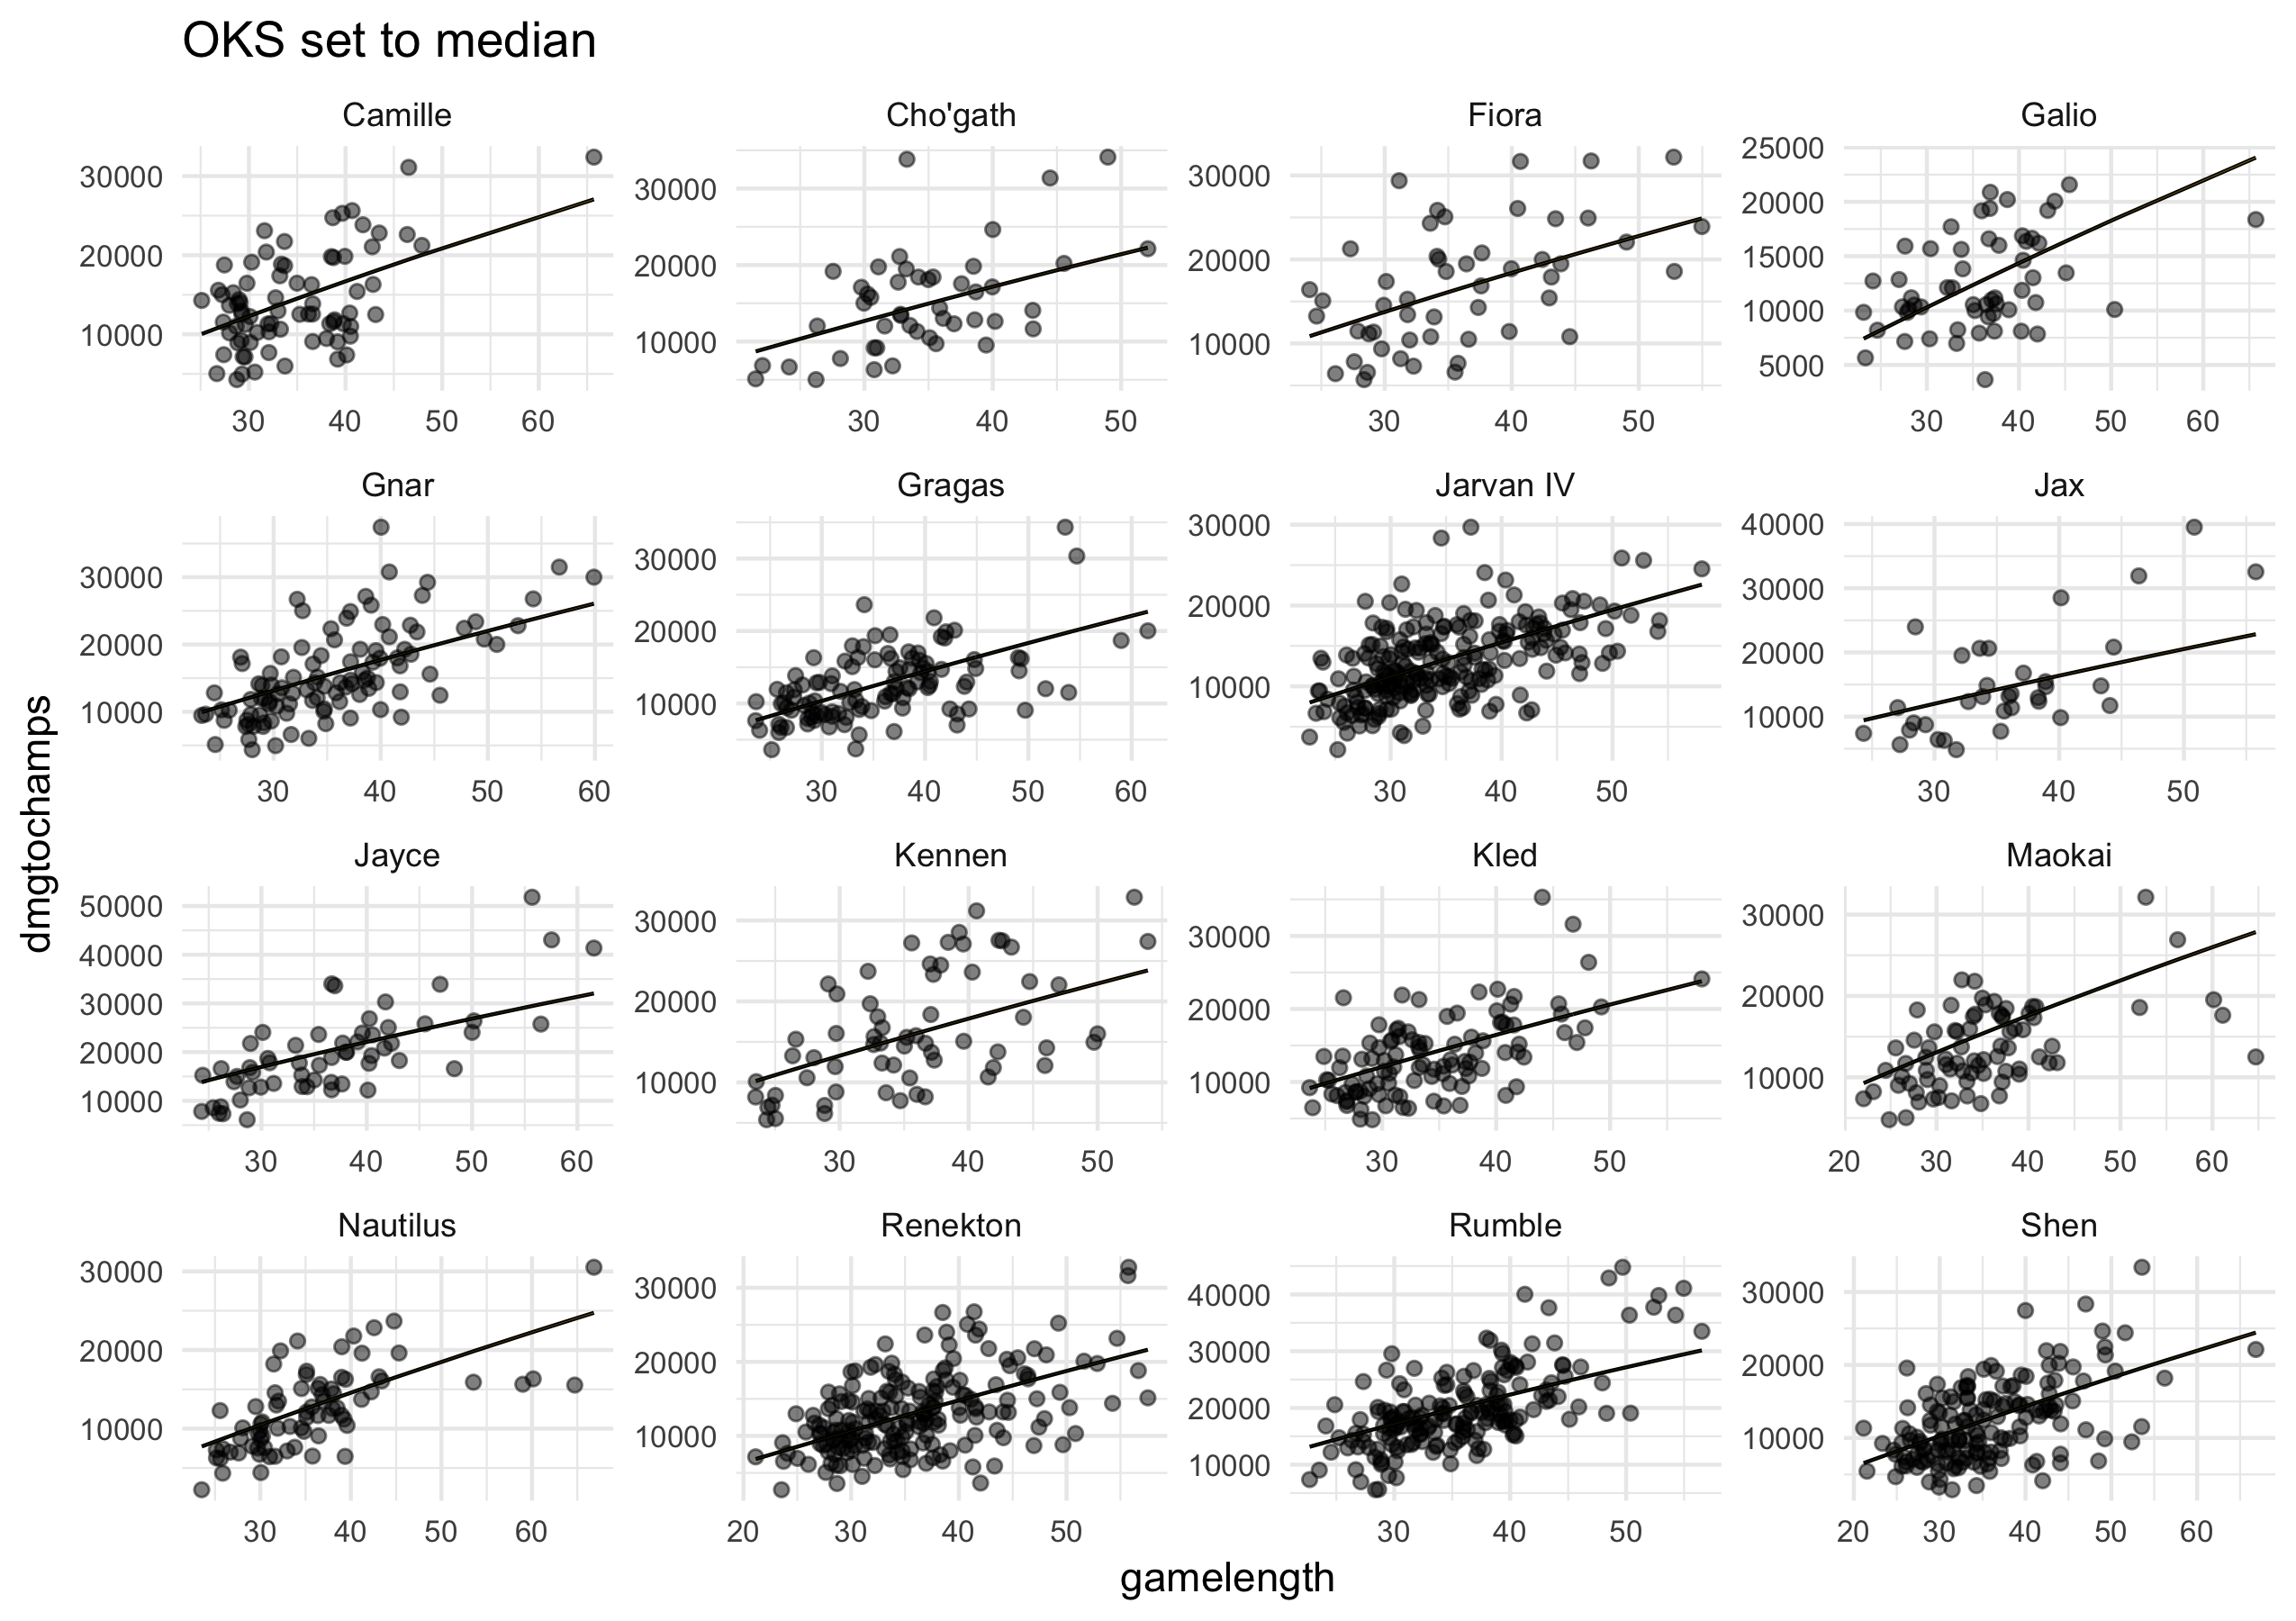 OKS set to median
Camille Cho'gath Fiora Galio
30000 20000 10000
30000 20000 10000
30000 20000 10000
25000 20000 15000 10000 5000
30 40 50 60 30 40 50 30 40 50 30 40 50 60
Gnar Gragas Jarvan IV Jax
30000 20000 10000
30000 20000 10000
30000 20000 10000
40000 30000 20000 10000
30 40 50 60 30 40 50 60 30 40 50 30 40 50
dmgtochamps
Jayce Kennen Kled Maokai
50000 40000 30000 20000 10000
30000 20000 10000
30000 20000 10000
30000 20000 10000
30 40 50 60 30 40 50 30 40 50 20 30 40 50 60
Nautilus Renekton Rumble Shen
30000 20000 10000
30000 20000 10000
40000 30000 20000 10000
30000 20000 10000
30 40 50 60 20 30 40 50 30 40 50 20 30 40 50 60
gamelength